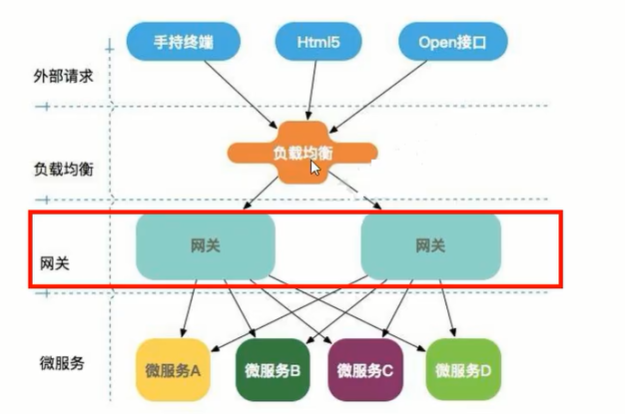 手持终端
Html5
Open接口
外部请求
负载均衡
负载均衡
网关
网关
网关
微服务
微服务A
微服务B
微服务C
微服务D